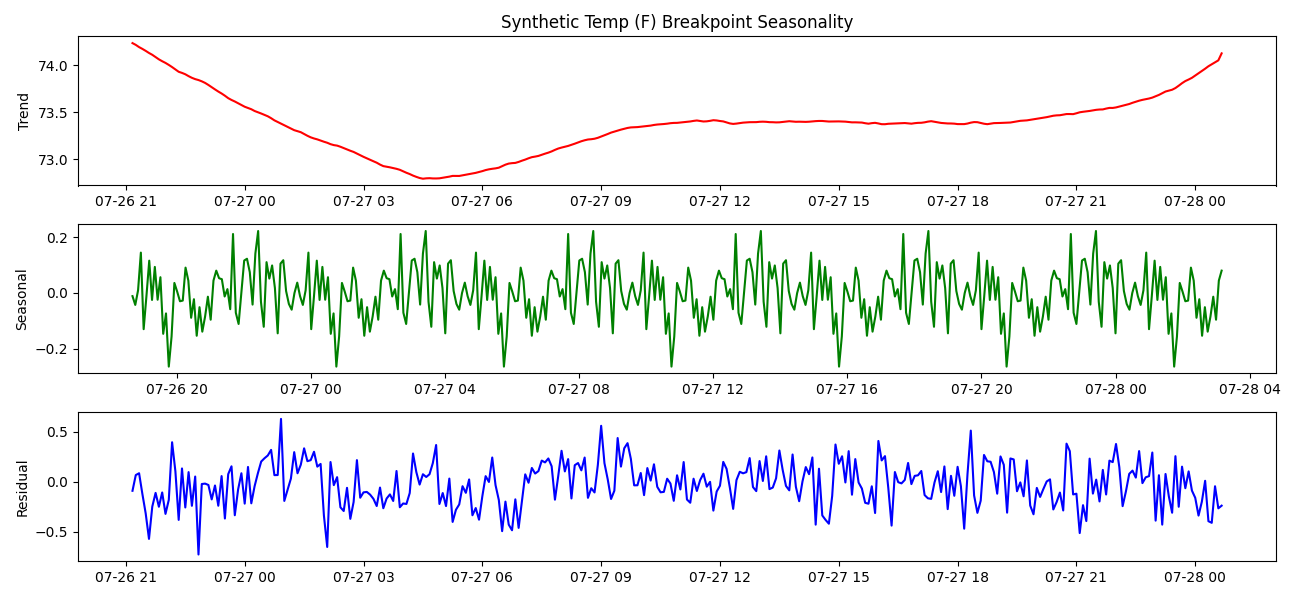 Synthetic Temp (F) Breakpoint Seasonality
Trend
74.0
73.5
73.0
07-26 21 07-27 00 07-27 03 07-27 06 07-27 09 07-27 12 07-27 15 07-27 18 07-27 21 07-28 00
Seasonal
0.2
0.0
−0.2
07-26 20 07-27 00 07-27 04 07-27 08 07-27 12 07-27 16 07-27 20 07-28 00 07-28 04
Residual
0.5
0.0
−0.5
07-26 21 07-27 00 07-27 03 07-27 06 07-27 09 07-27 12 07-27 15 07-27 18 07-27 21 07-28 00